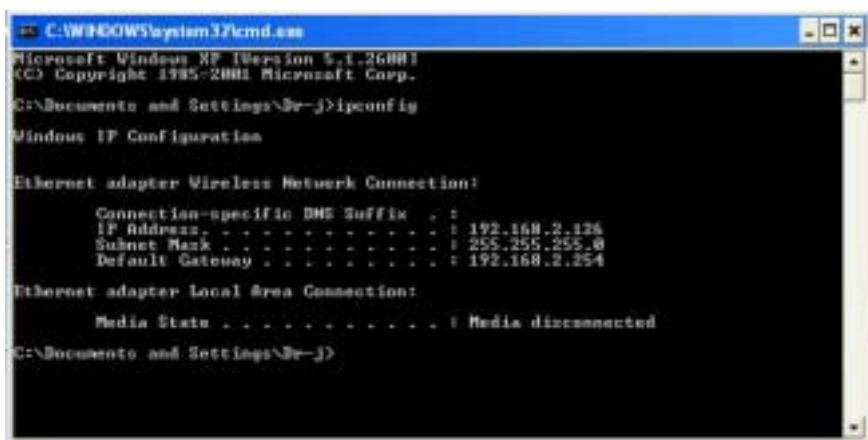 C:\WINDOWS\system32\cmd.exe
Microsoft Windows XP [Version 5.1.2600]
(C) Copyright 1985-2001 Microsoft Corp.
C:\Documents and Settings\Dr-j>ipconfig
Windows IP Configuration
Ethernet adapter Wireless Network Connection:
Connection-specific DNS Suffix . :
IP Address. . . . . . . . . . . . : 192.168.2.126
Subnet Mask . . . . . . . . . . . : 255.255.255.0
Default Gateway . . . . . . . . . : 192.168.2.254
Ethernet adapter Local Area Connection:
Media State . . . . . . . . . . . : Media disconnected
C:\Documents and Settings\Dr-j>